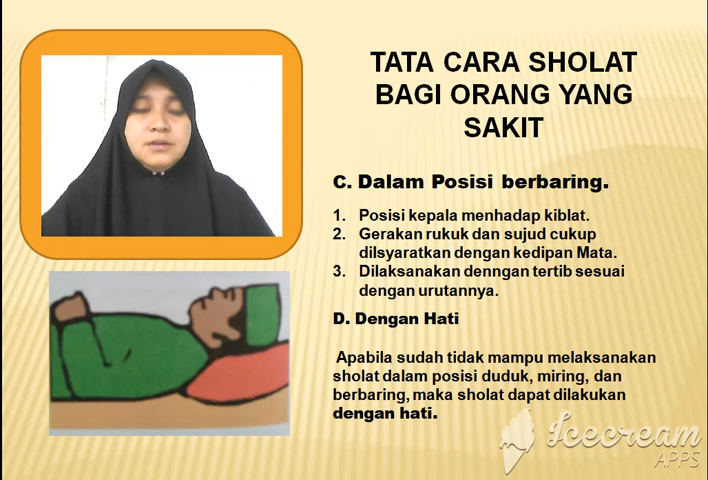 TATA CARA SHOLAT
BAGI ORANG YANG
SAKIT
C. Dalam Posisi berbaring.
1. Posisi kepala menhadap kiblat.
2. Gerakan rukuk dan sujud cukup
dilsyaratkan dengan kedipan Mata.
3. Dilaksanakan denngan tertib sesuai
dengan urutannya.
D. Dengan Hati
Apabila sudah tidak mampu melaksanakan
sholat dalam posisi duduk, miring, dan
berbaring, maka sholat dapat dilakukan
dengan hati.
Icecream
APPS